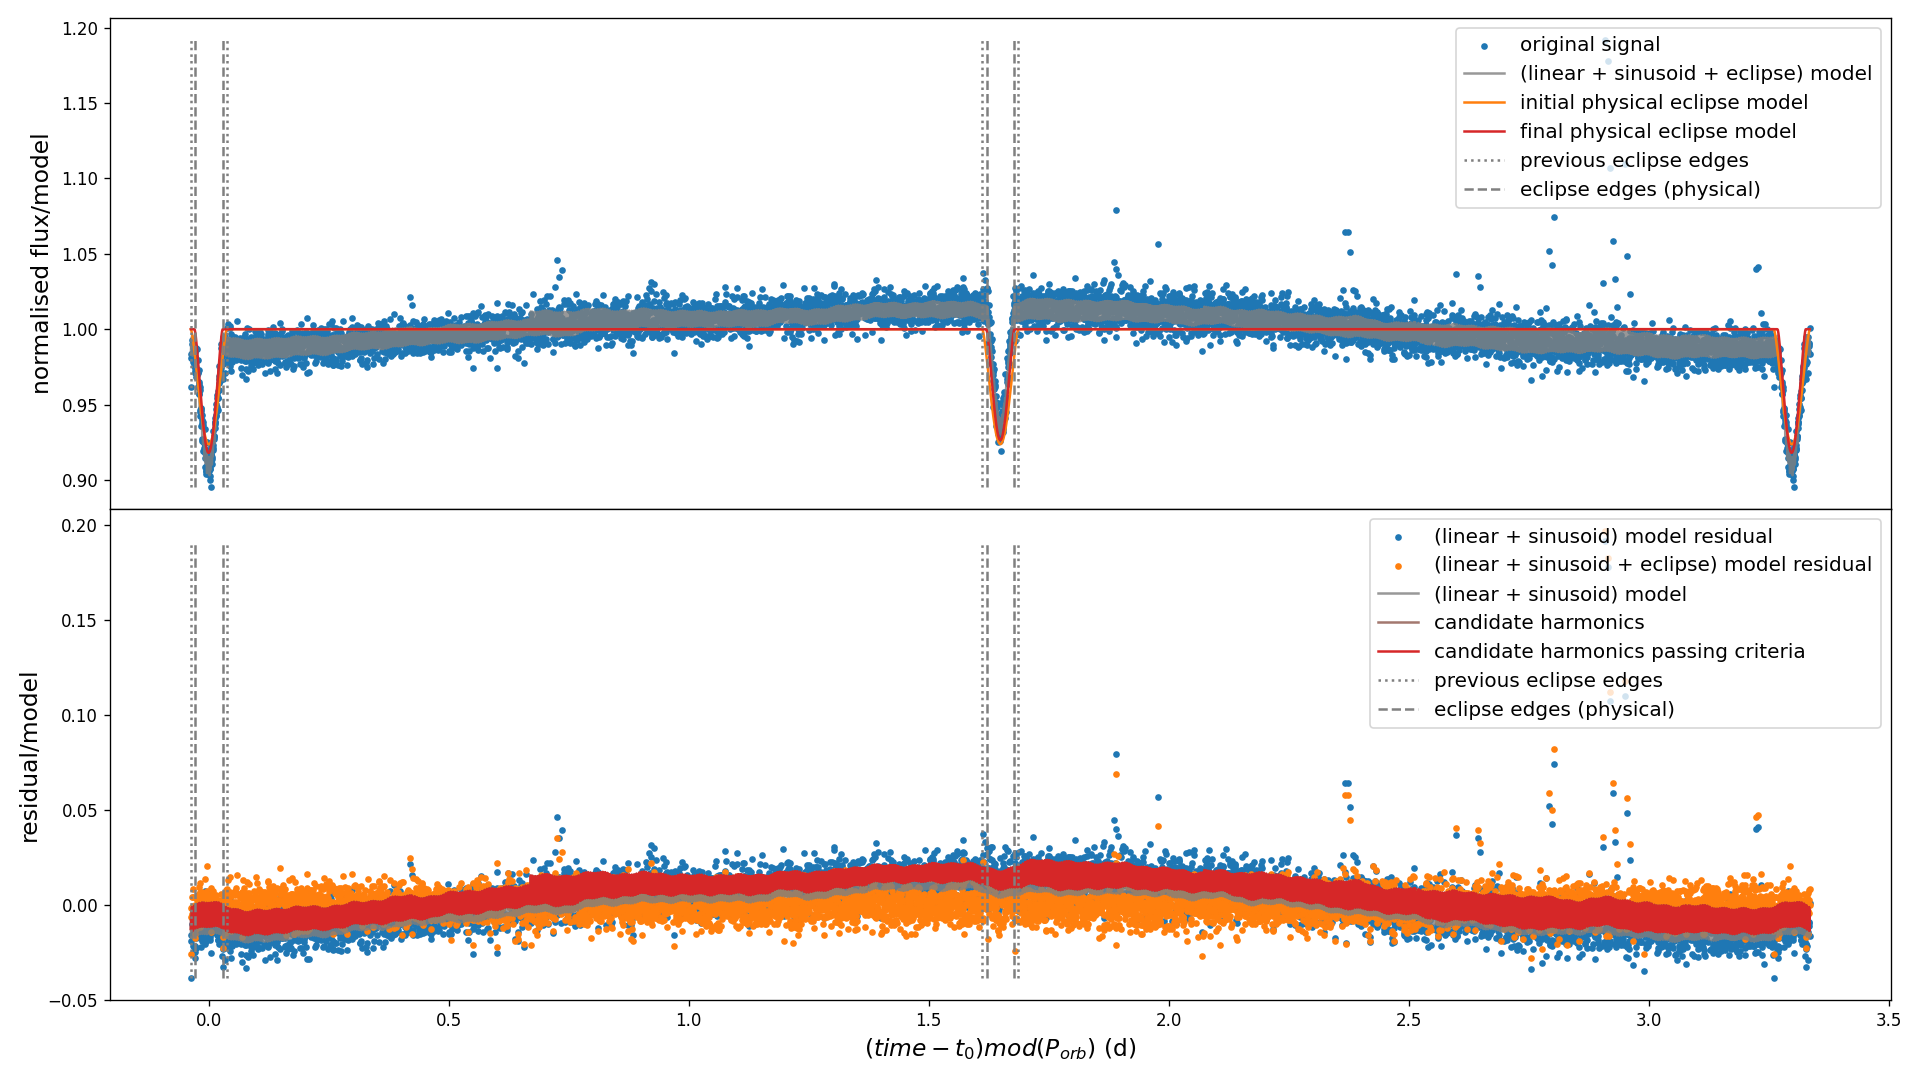 1.20
1.15
1.10
1.05
1.00
0.95
0.90
normalised flux/model
original signal
(linear + sinusoid + eclipse) model
initial physical eclipse model
final physical eclipse model
previous eclipse edges
eclipse edges (physical)
0.20
0.15
0.10
0.05
0.00
−0.05
residual/model
(linear + sinusoid) model residual
(linear + sinusoid + eclipse) model residual
(linear + sinusoid) model
candidate harmonics
candidate harmonics passing criteria
previous eclipse edges
eclipse edges (physical)
0.0 0.5 1.0 1.5 2.0 2.5 3.0 3.5
(time − t₀)mod(Pₒᵣb) (d)